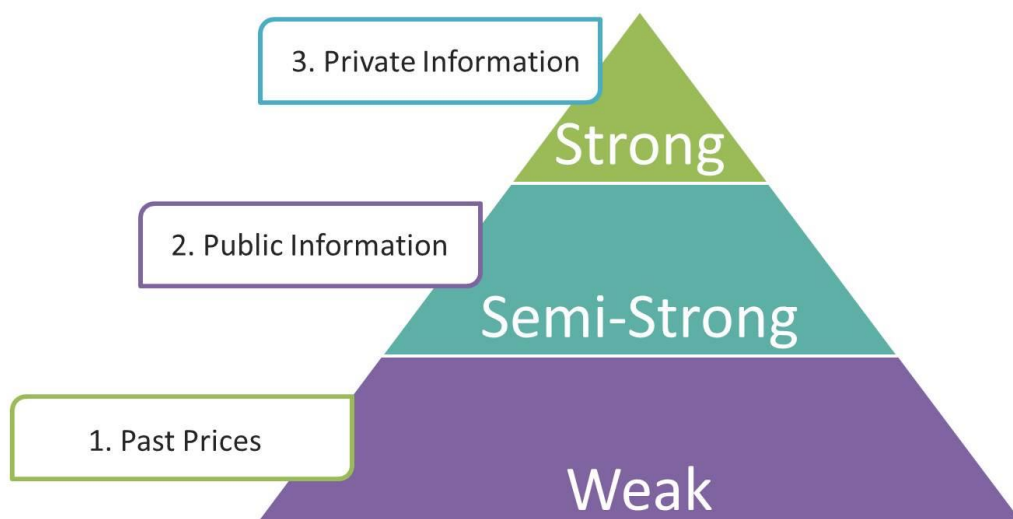 3. Private Information
Strong
2. Public Information
Semi-Strong
1. Past Prices
Weak